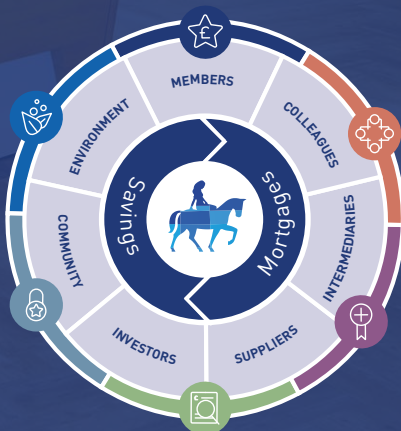 £
MEMBERS
COLLEAGUES
INTERMEDIARIES
SUPPLIERS
INVESTORS
COMMUNITY
ENVIRONMENT
Savings
Mortgages
£